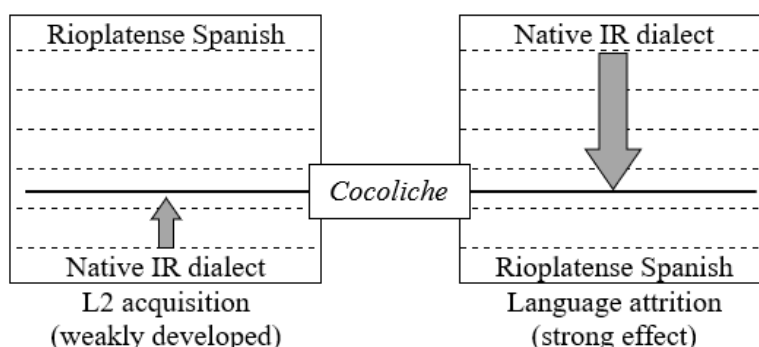 Rioplatense Spanish
Native IR dialect
L2 acquisition
(weakly developed)
Cocoliche
Native IR dialect
Rioplatense Spanish
Language attrition
(strong effect)